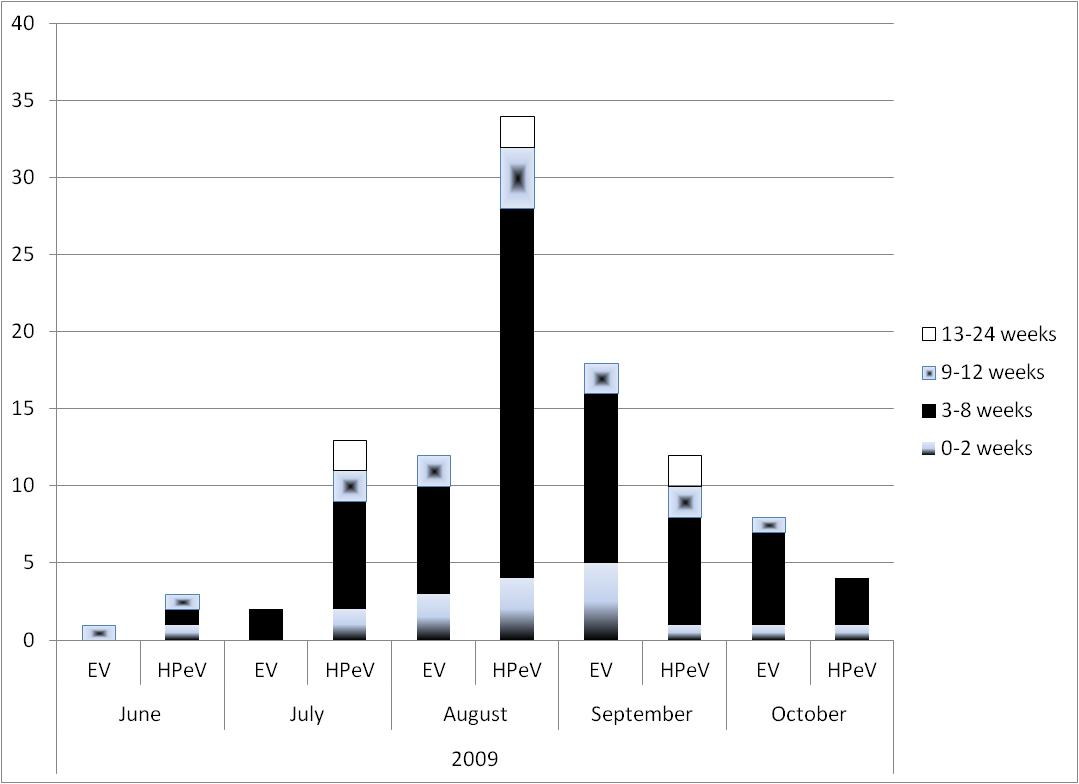 40
35
30
25
20
15
10
5
0
EV HPeV EV HPeV EV HPeV EV HPeV EV HPeV
June July August September October
2009
13-24 weeks
9-12 weeks
3-8 weeks
0-2 weeks